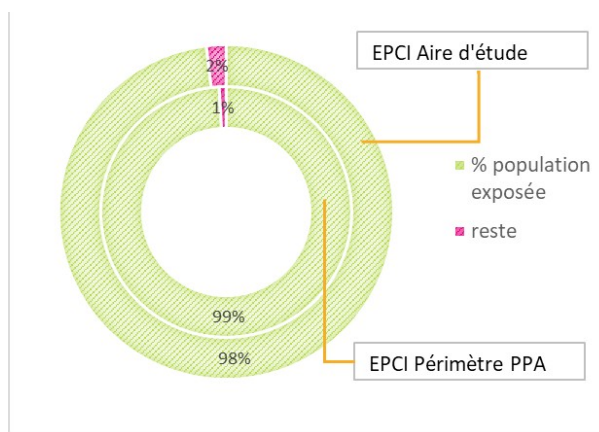 EPCI Aire d'étude
2%
1%
% population
exposée
reste
99%
98%
EPCI Périmètre PPA